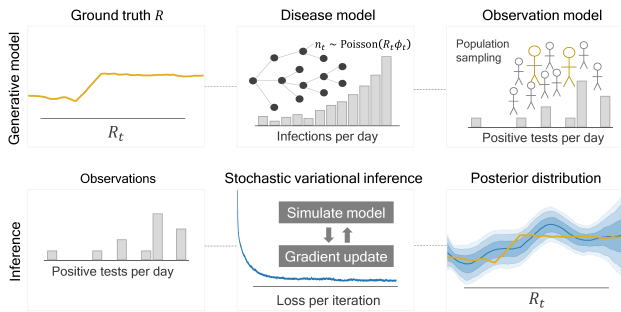 Ground truth R
Disease model
Observation model
Generative model
R_t
n_t ~ Poisson(R_tϕ_t)
Infections per day
Population
sampling
Positive tests per day
Observations
Stochastic variational inference
Posterior distribution
Inference
Positive tests per day
Simulate model
Gradient update
Loss per iteration
R_t